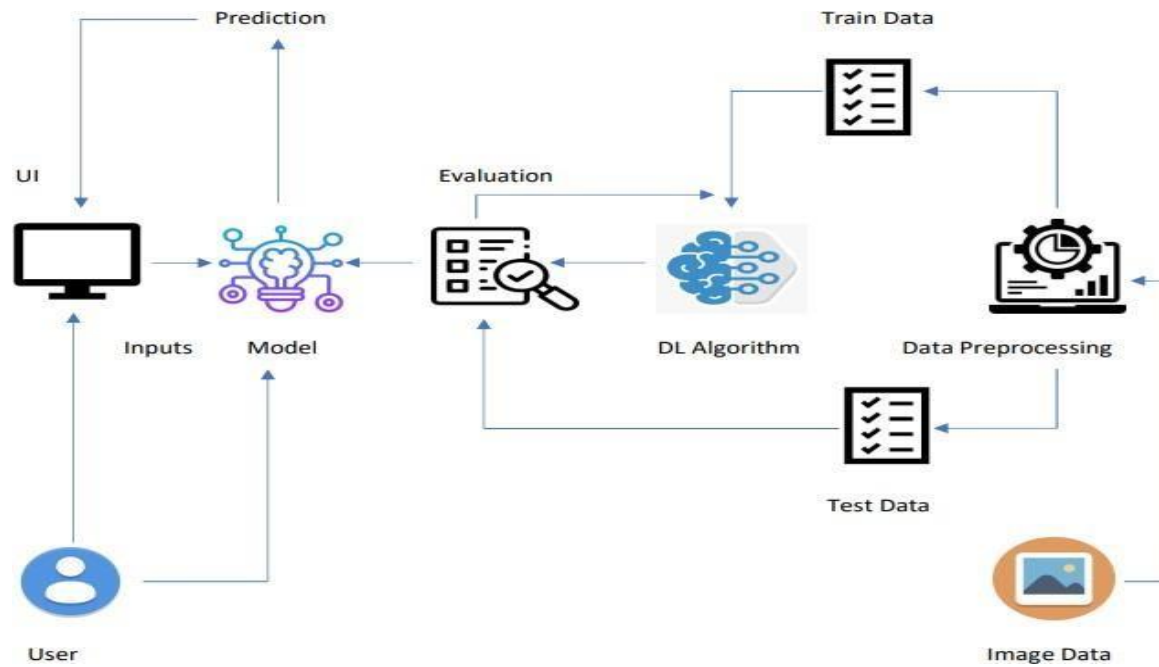 Prediction
Train Data
UI
Evaluation
Inputs
Model
DL Algorithm
Data Preprocessing
Test Data
User
Image Data